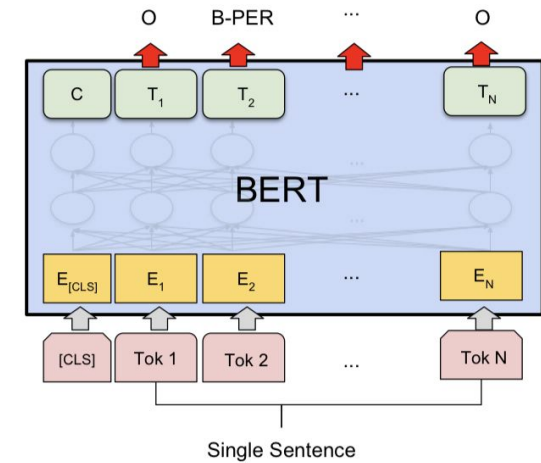 O B-PER ... O
C T1 T2 ... TN
...
BERT
...
E[CLS] E1 E2 ... EN
[CLS] Tok 1 Tok 2 ... Tok N
Single Sentence